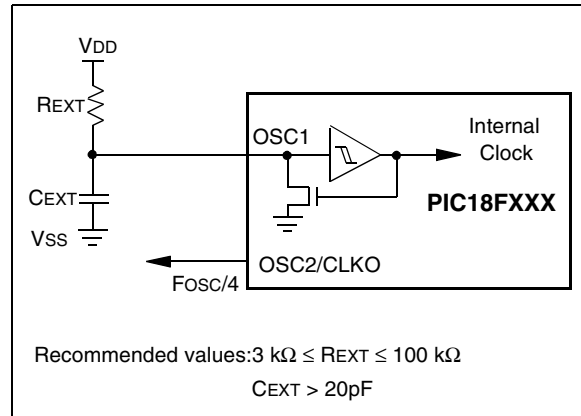 VDD
REXT
OSC1
Internal
Clock
CEXT
PIC18FXXX
VSS
OSC2/CLKO
FOSC/4
Recommended values:3 kΩ ≤ REXT ≤ 100 kΩ
CEXT > 20pF